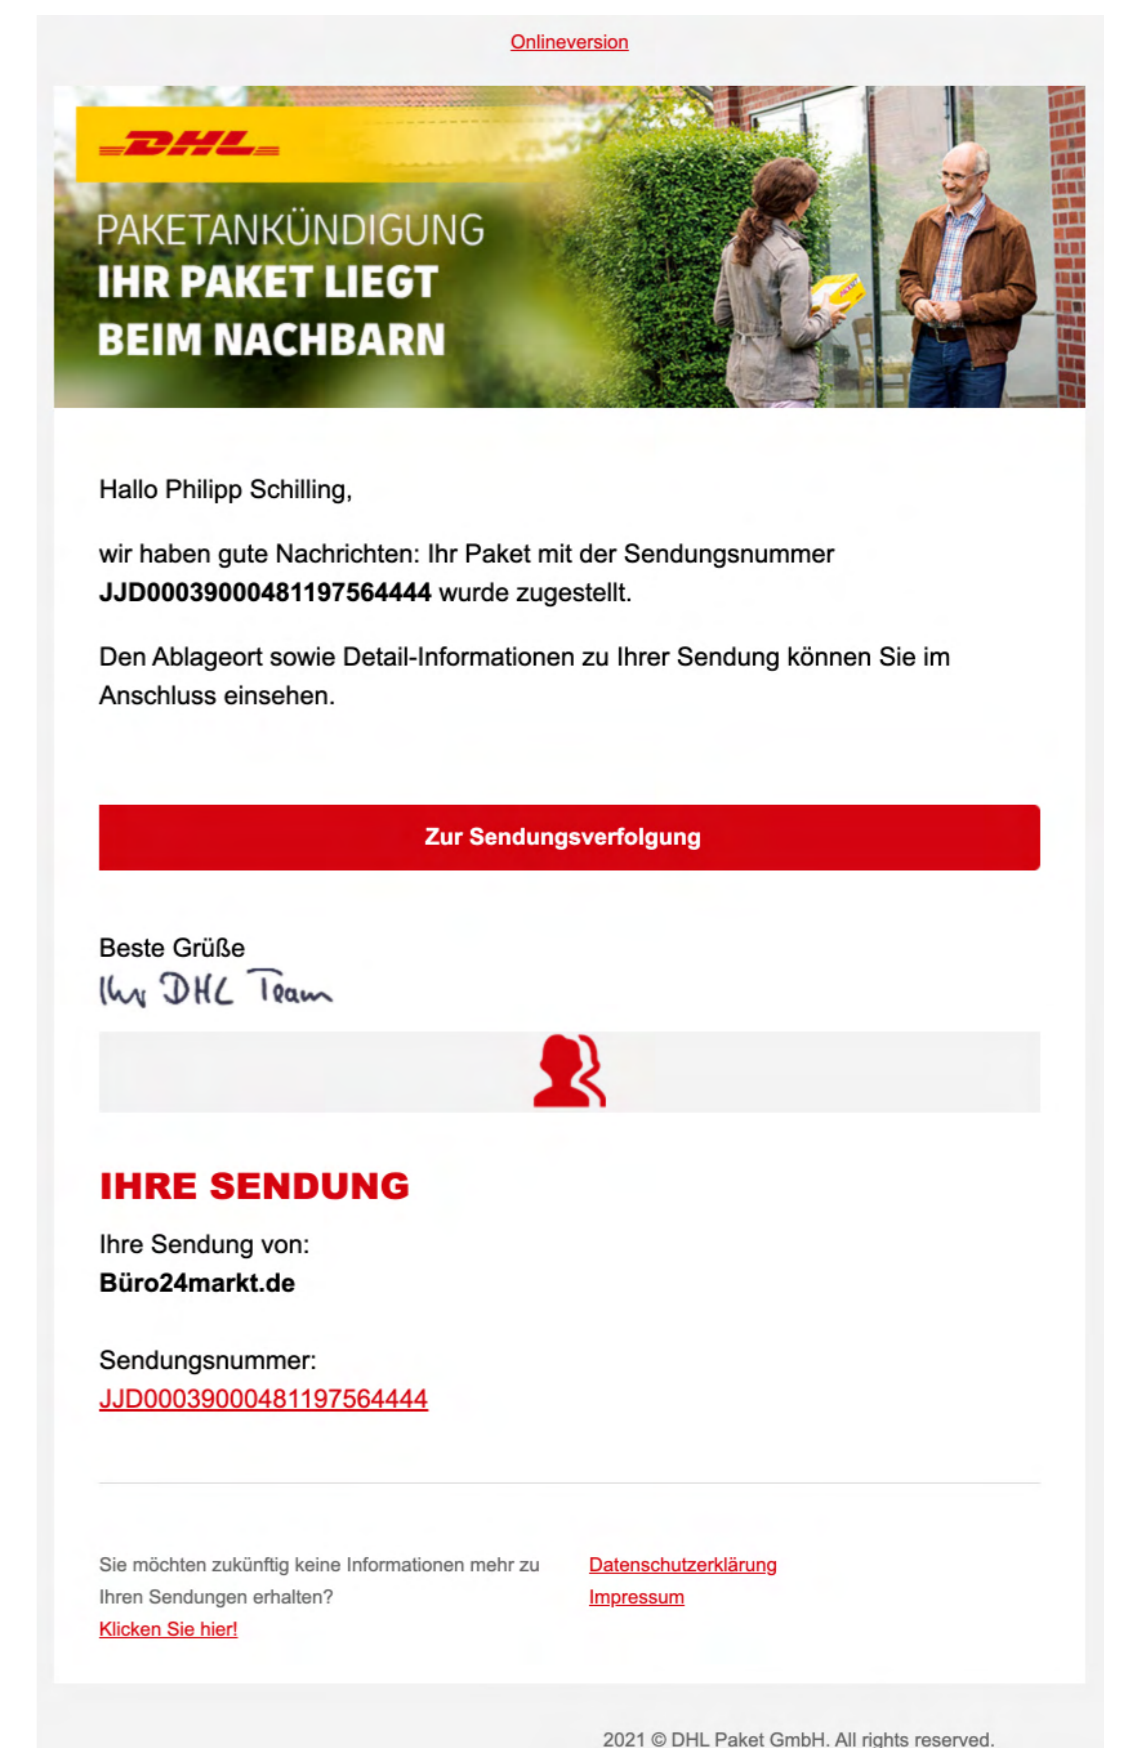 Onlineversion
DHL
PAKETANKÜNDIGUNG
IHR PAKET LIEGT
BEIM NACHBARN
Hallo Philipp Schilling,
wir haben gute Nachrichten: Ihr Paket mit der Sendungsnummer
JJD00039000481197564444 wurde zugestellt.
Den Ablageort sowie Detail-Informationen zu Ihrer Sendung können Sie im
Anschluss einsehen.
Zur Sendungsverfolgung
Beste Grüße
Ihr DHL Team
IHRE SENDUNG
Ihre Sendung von:
Büro24markt.de
Sendungsnummer:
JJD00039000481197564444
Sie möchten zukünftig keine Informationen mehr zu
Ihren Sendungen erhalten?
Klicken Sie hier!
Datenschutzerklärung
Impressum
2021 © DHL Paket GmbH. All rights reserved.